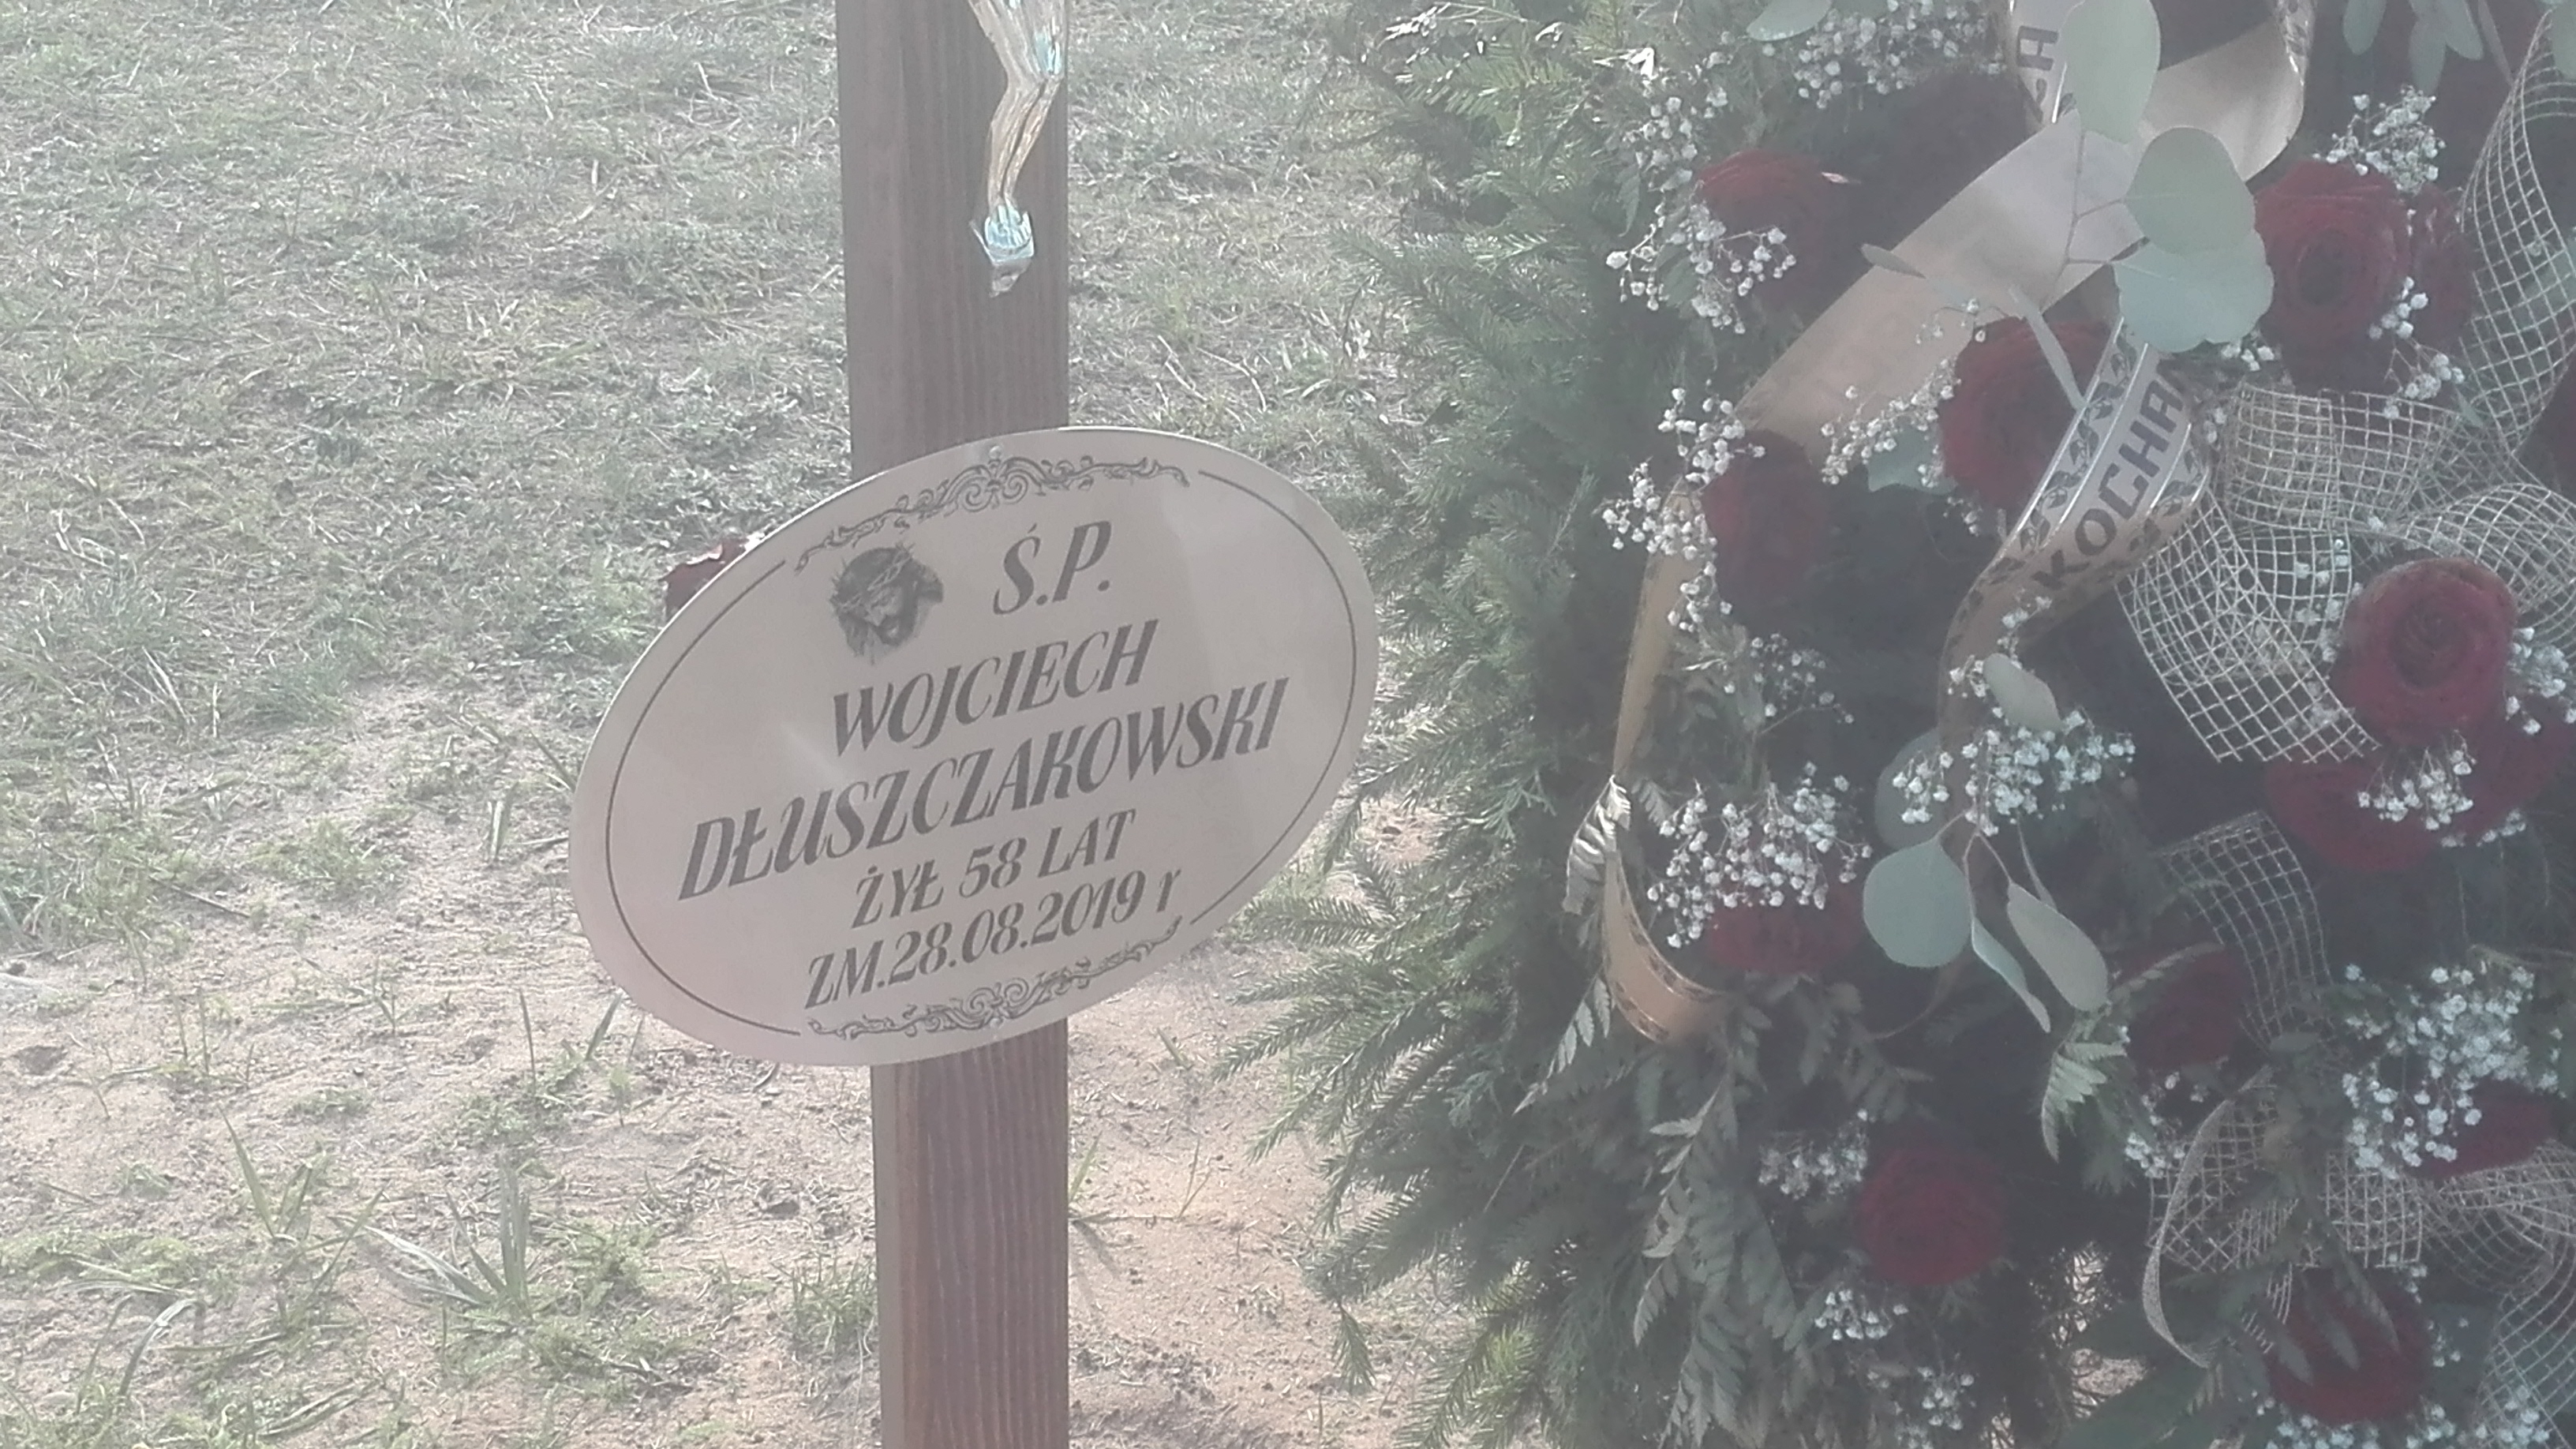 Ś.P.
WOJCIECH
DŁUSZCZAKOWSKI
ŻYŁ 58 LAT
ZM.28.08.2019 r